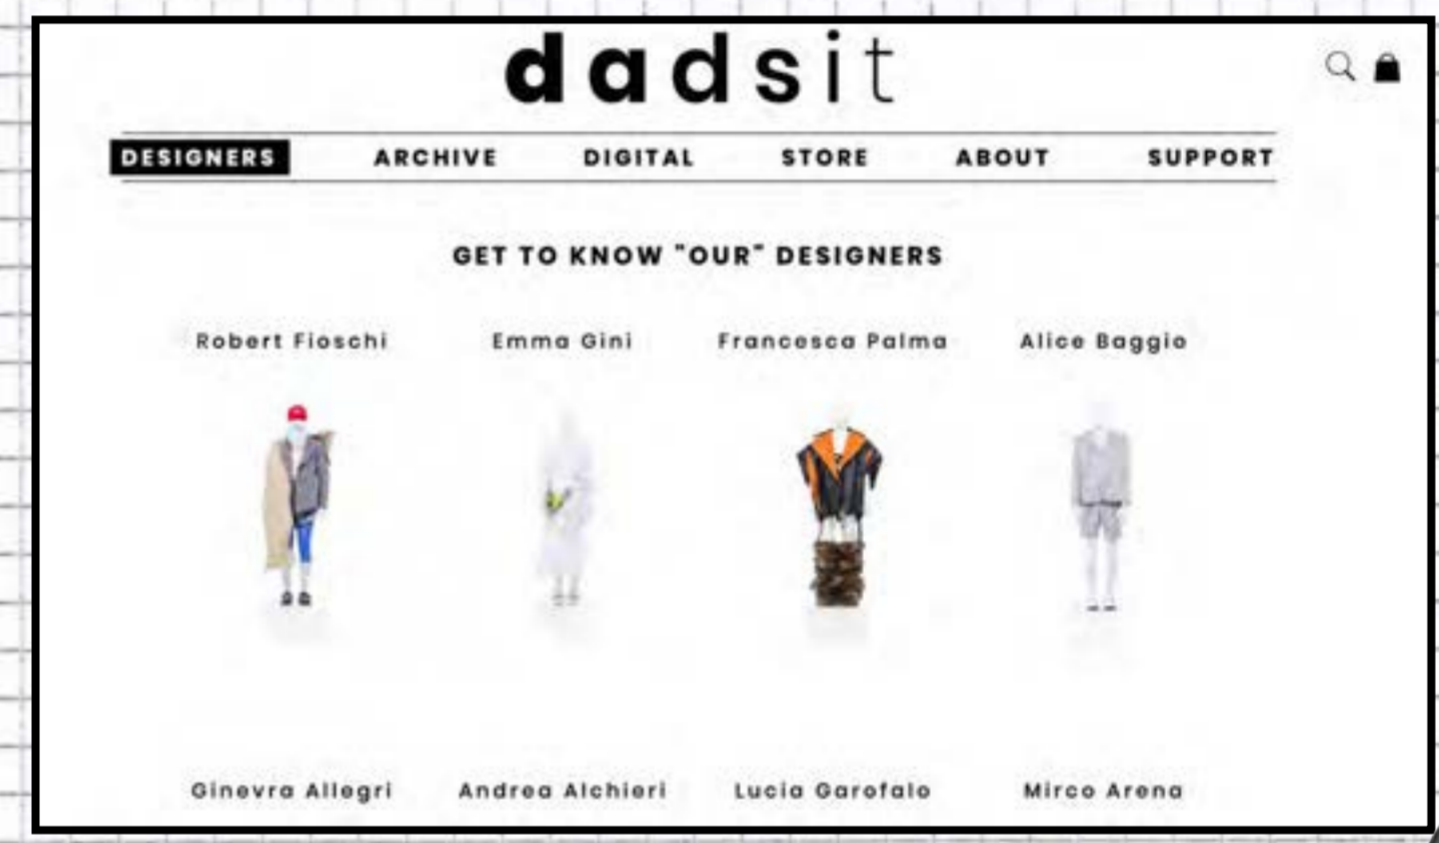 dadsit
DESIGNERS ARCHIVE DIGITAL STORE ABOUT SUPPORT
GET TO KNOW "OUR" DESIGNERS
Robert Fioschi Emma Gini Francesca Palma Alice Baggio
Ginevra Allegri Andrea Alchieri Lucia Garofalo Mirco Arena